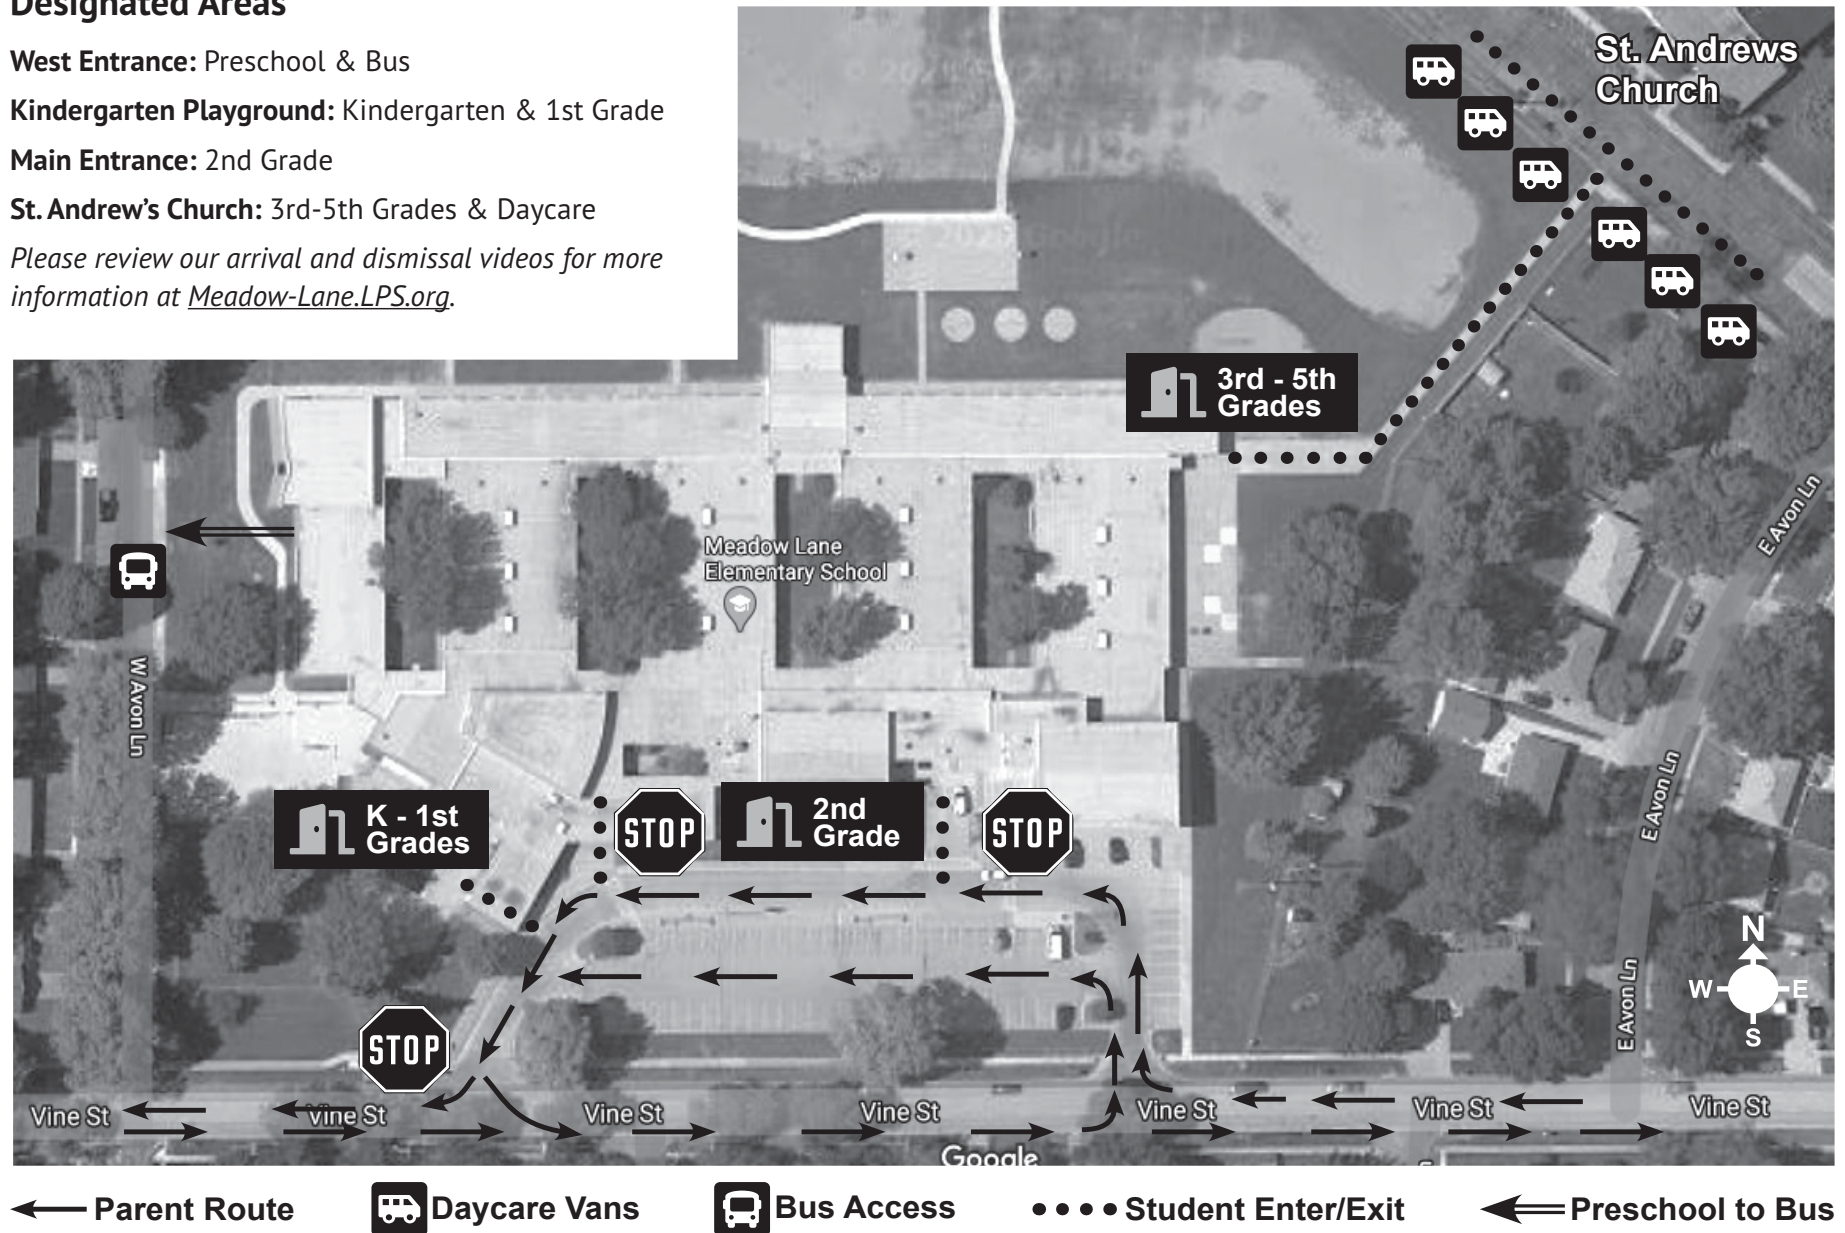 Designated Areas
West Entrance: Preschool & Bus
Kindergarten Playground: Kindergarten & 1st Grade
Main Entrance: 2nd Grade
St. Andrew's Church: 3rd-5th Grades & Daycare
Please review our arrival and dismissal videos for more
information at Meadow-Lane.LPS.org.
St. Andrews
Church
3rd - 5th
Grades
E Avon Ln
Meadow Lane
Elementary School
W Avon Ln
E Avon Ln
K - 1st
Grades
STOP
2nd
Grade
STOP
N
W
E
S
E Avon Ln
STOP
Vine St
Vine St
Vine St
Vine St
Vine St
Vine St
Vine St
Google
Parent Route
Daycare Vans
Bus Access
Student Enter/Exit
Preschool to Bus